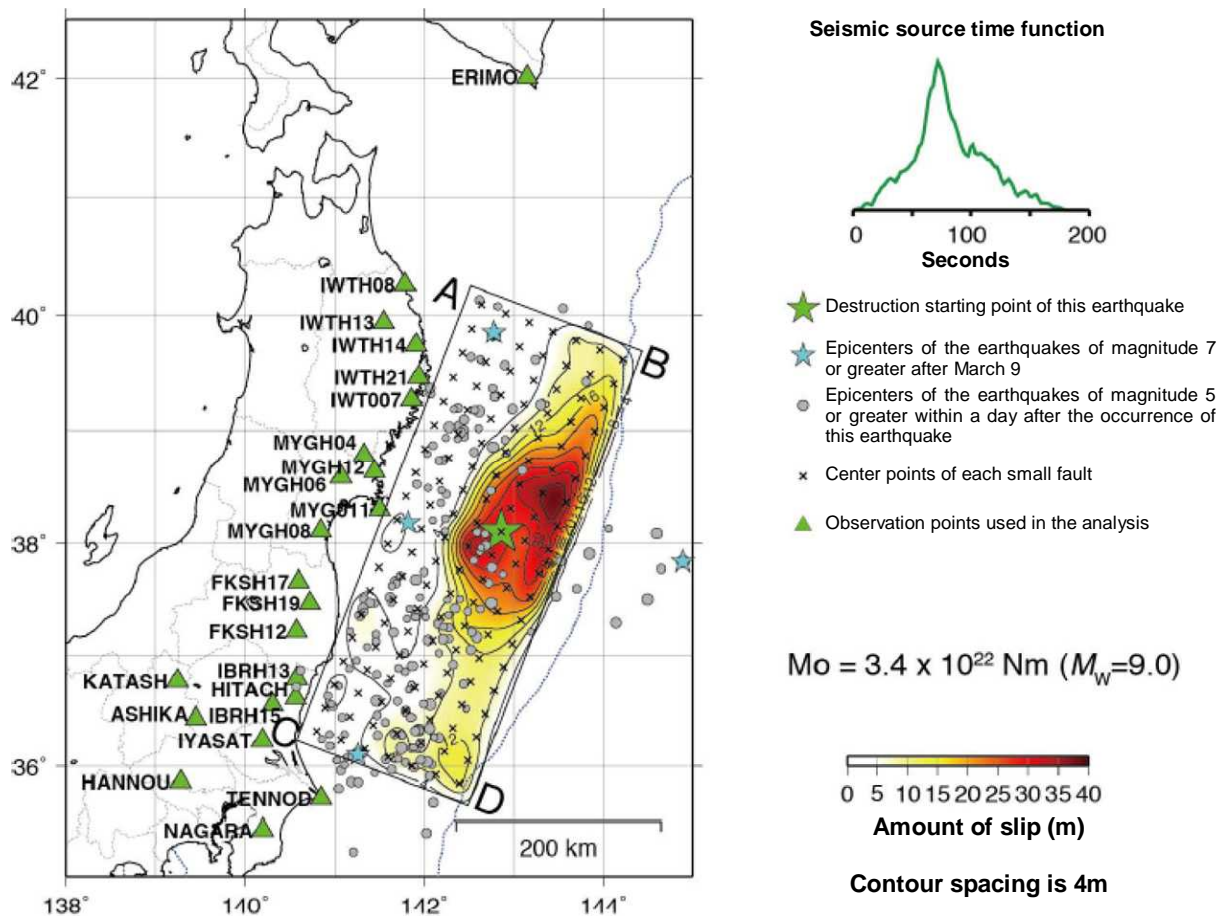 Seismic source time function
0 100 200
Seconds
Destruction starting point of this earthquake
Epicenters of the earthquakes of magnitude 7
or greater after March 9
Epicenters of the earthquakes of magnitude 5
or greater within a day after the occurrence of
this earthquake
Center points of each small fault
Observation points used in the analysis
Mo = 3.4 x 10²² Nm (Mw=9.0)
0 5 10 15 20 25 30 35 40
Amount of slip (m)
Contour spacing is 4m
42°
40°
38°
36°
138° 140° 142° 144°
ERIMO
IWTH08
A
IWTH13
IWTH14
B
IWTH21
IWT007
MYGH04
MYGH12
MYGH06
MYG011
MYGH08
FKSH17
FKSH19
FKSH12
IBRH13
KATASH
HITACH
ASHIKA
IBRH15
C
IYASAT
HANNOU
TENNOD
D
NAGARA
200 km
12